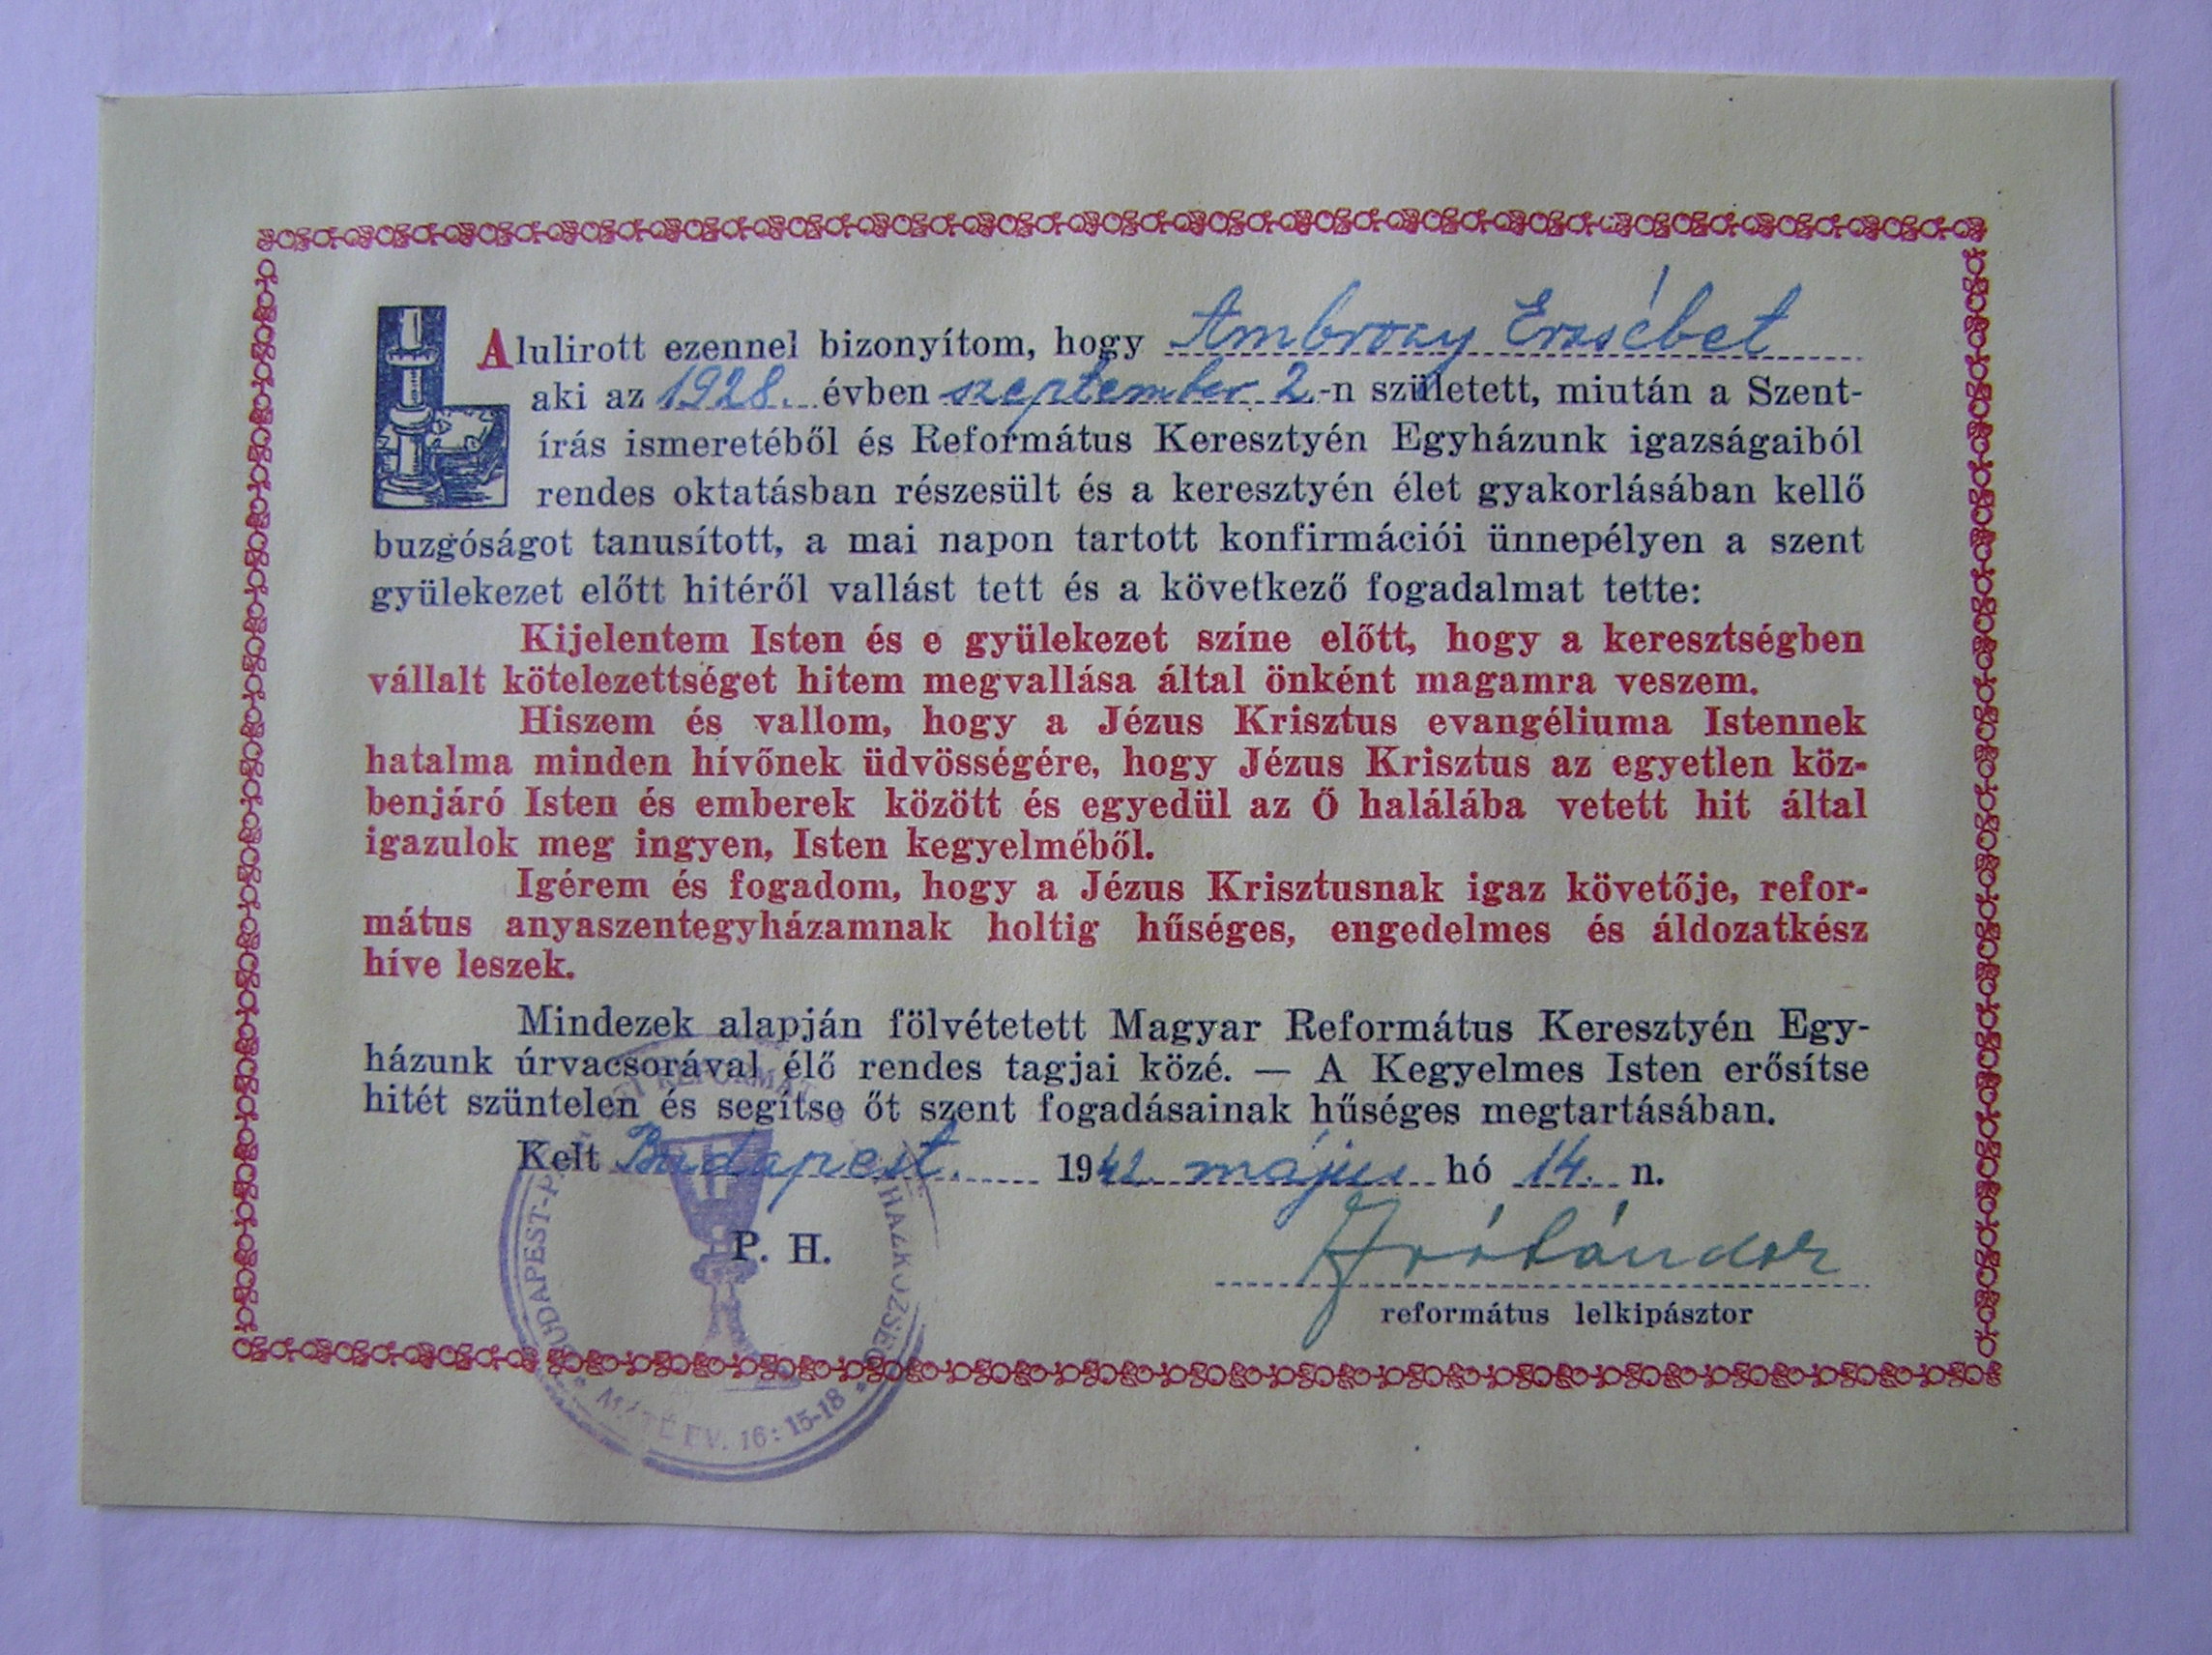 Alulirott ezennel bizonyítom, hogy Ambrozy Erzsébet
aki az 1928. évben szeptember 2.-n született, miután a Szent-
írás ismeretéből és Református Keresztyén Egyházunk igazságaiból
rendes oktatásban részesült és a keresztyén élet gyakorlásában kellő
buzgóságot tanusított, a mai napon tartott konfirmációi ünnepélyen a szent
gyülekezet előtt hitéről vallást tett és a következő fogadalmat tette:
Kijelentem Isten és e gyülekezet színe előtt, hogy a keresztségben
vállalt kötelezettséget hitem megvallása által önként magamra veszem.
Hiszem és vallom, hogy a Jézus Krisztus evangéliuma Istennek
hatalma minden hívőnek üdvösségére, hogy Jézus Krisztus az egyetlen köz-
benjáró Isten és emberek között és egyedül az Ő halálába vetett hit által
igazulok meg ingyen, Isten kegyelméből.
Igérem és fogadom, hogy a Jézus Krisztusnak igaz követője, refor-
mátus anyaszentegyházamnak holtig hűséges, engedelmes és áldozatkész
híve leszek.
Mindezek alapján fölvétetett Magyar Református Keresztyén Egy-
házunk úrvacsorával élő rendes tagjai közé. — A Kegyelmes Isten erősítse
hitét szüntelen és segítse őt szent fogadásainak hűséges megtartásában.
Kelt Budapest. 1942. május hó 14. n.
P. H.
református lelkipásztor
MÁTÉ EV. 16: 15-18